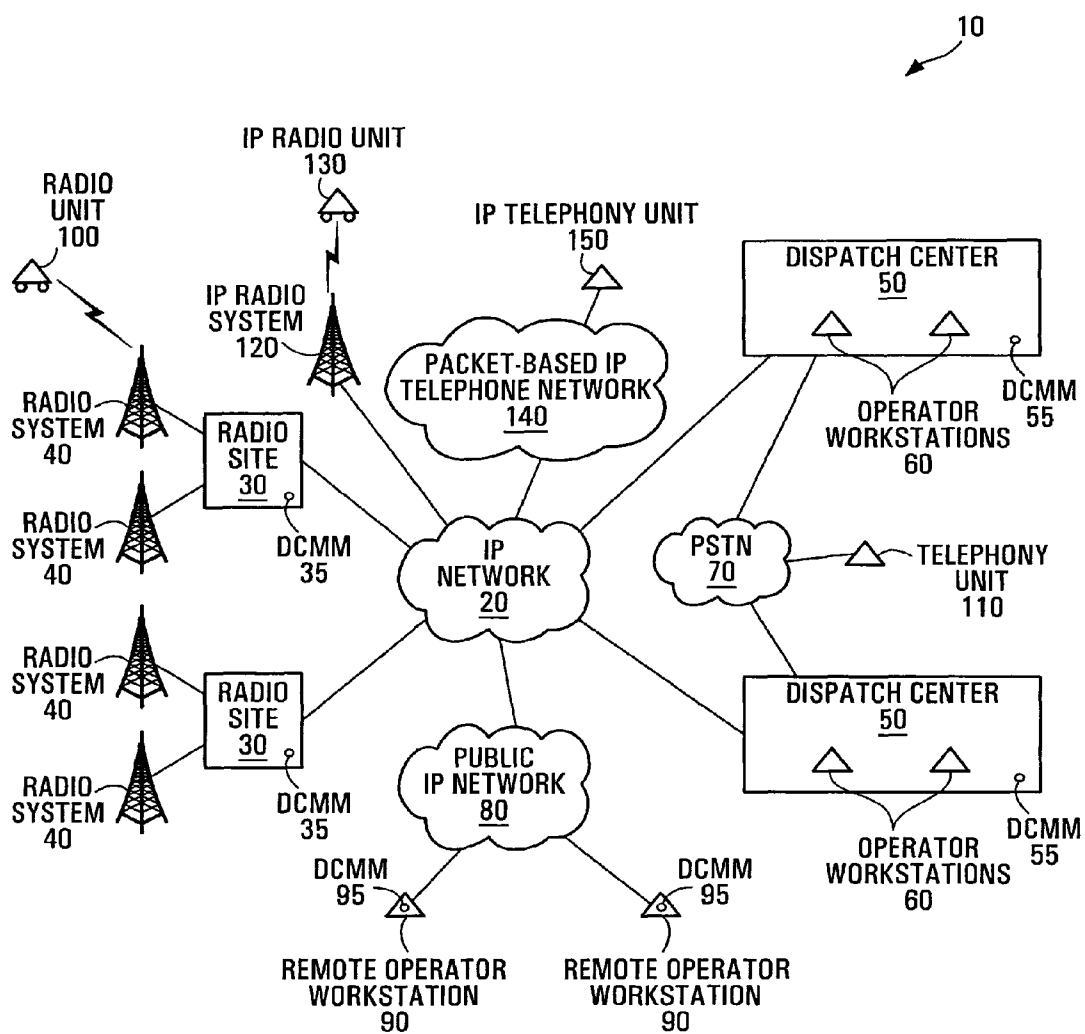 10
IP RADIO UNIT
130
RADIO
UNIT
100
IP TELEPHONY UNIT
150
IP RADIO
SYSTEM
120
DISPATCH CENTER
50
PACKET-BASED IP
TELEPHONE NETWORK
140
OPERATOR
WORKSTATIONS
60
DCMM
55
RADIO
SYSTEM
40
RADIO
SITE
30
DCMM
35
RADIO
SYSTEM
40
IP
NETWORK
20
PSTN
70
TELEPHONY
UNIT
110
RADIO
SYSTEM
40
RADIO
SITE
30
DCMM
35
RADIO
SYSTEM
40
DISPATCH CENTER
50
OPERATOR
WORKSTATIONS
60
DCMM
55
PUBLIC
IP NETWORK
80
DCMM
95
DCMM
95
REMOTE OPERATOR
WORKSTATION
90
REMOTE OPERATOR
WORKSTATION
90